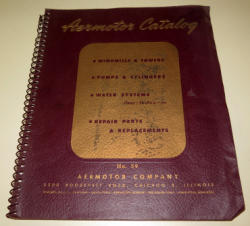 Aermotor Catalog
WINDMILLS & TOWERS
PUMPS & CYLINDERS
WATER SYSTEMS
REPAIR PARTS
& REPLACEMENTS
No. 59
AERMOTOR COMPANY
ROOSEVELT ROAD, CHICAGO 8, ILLINOIS